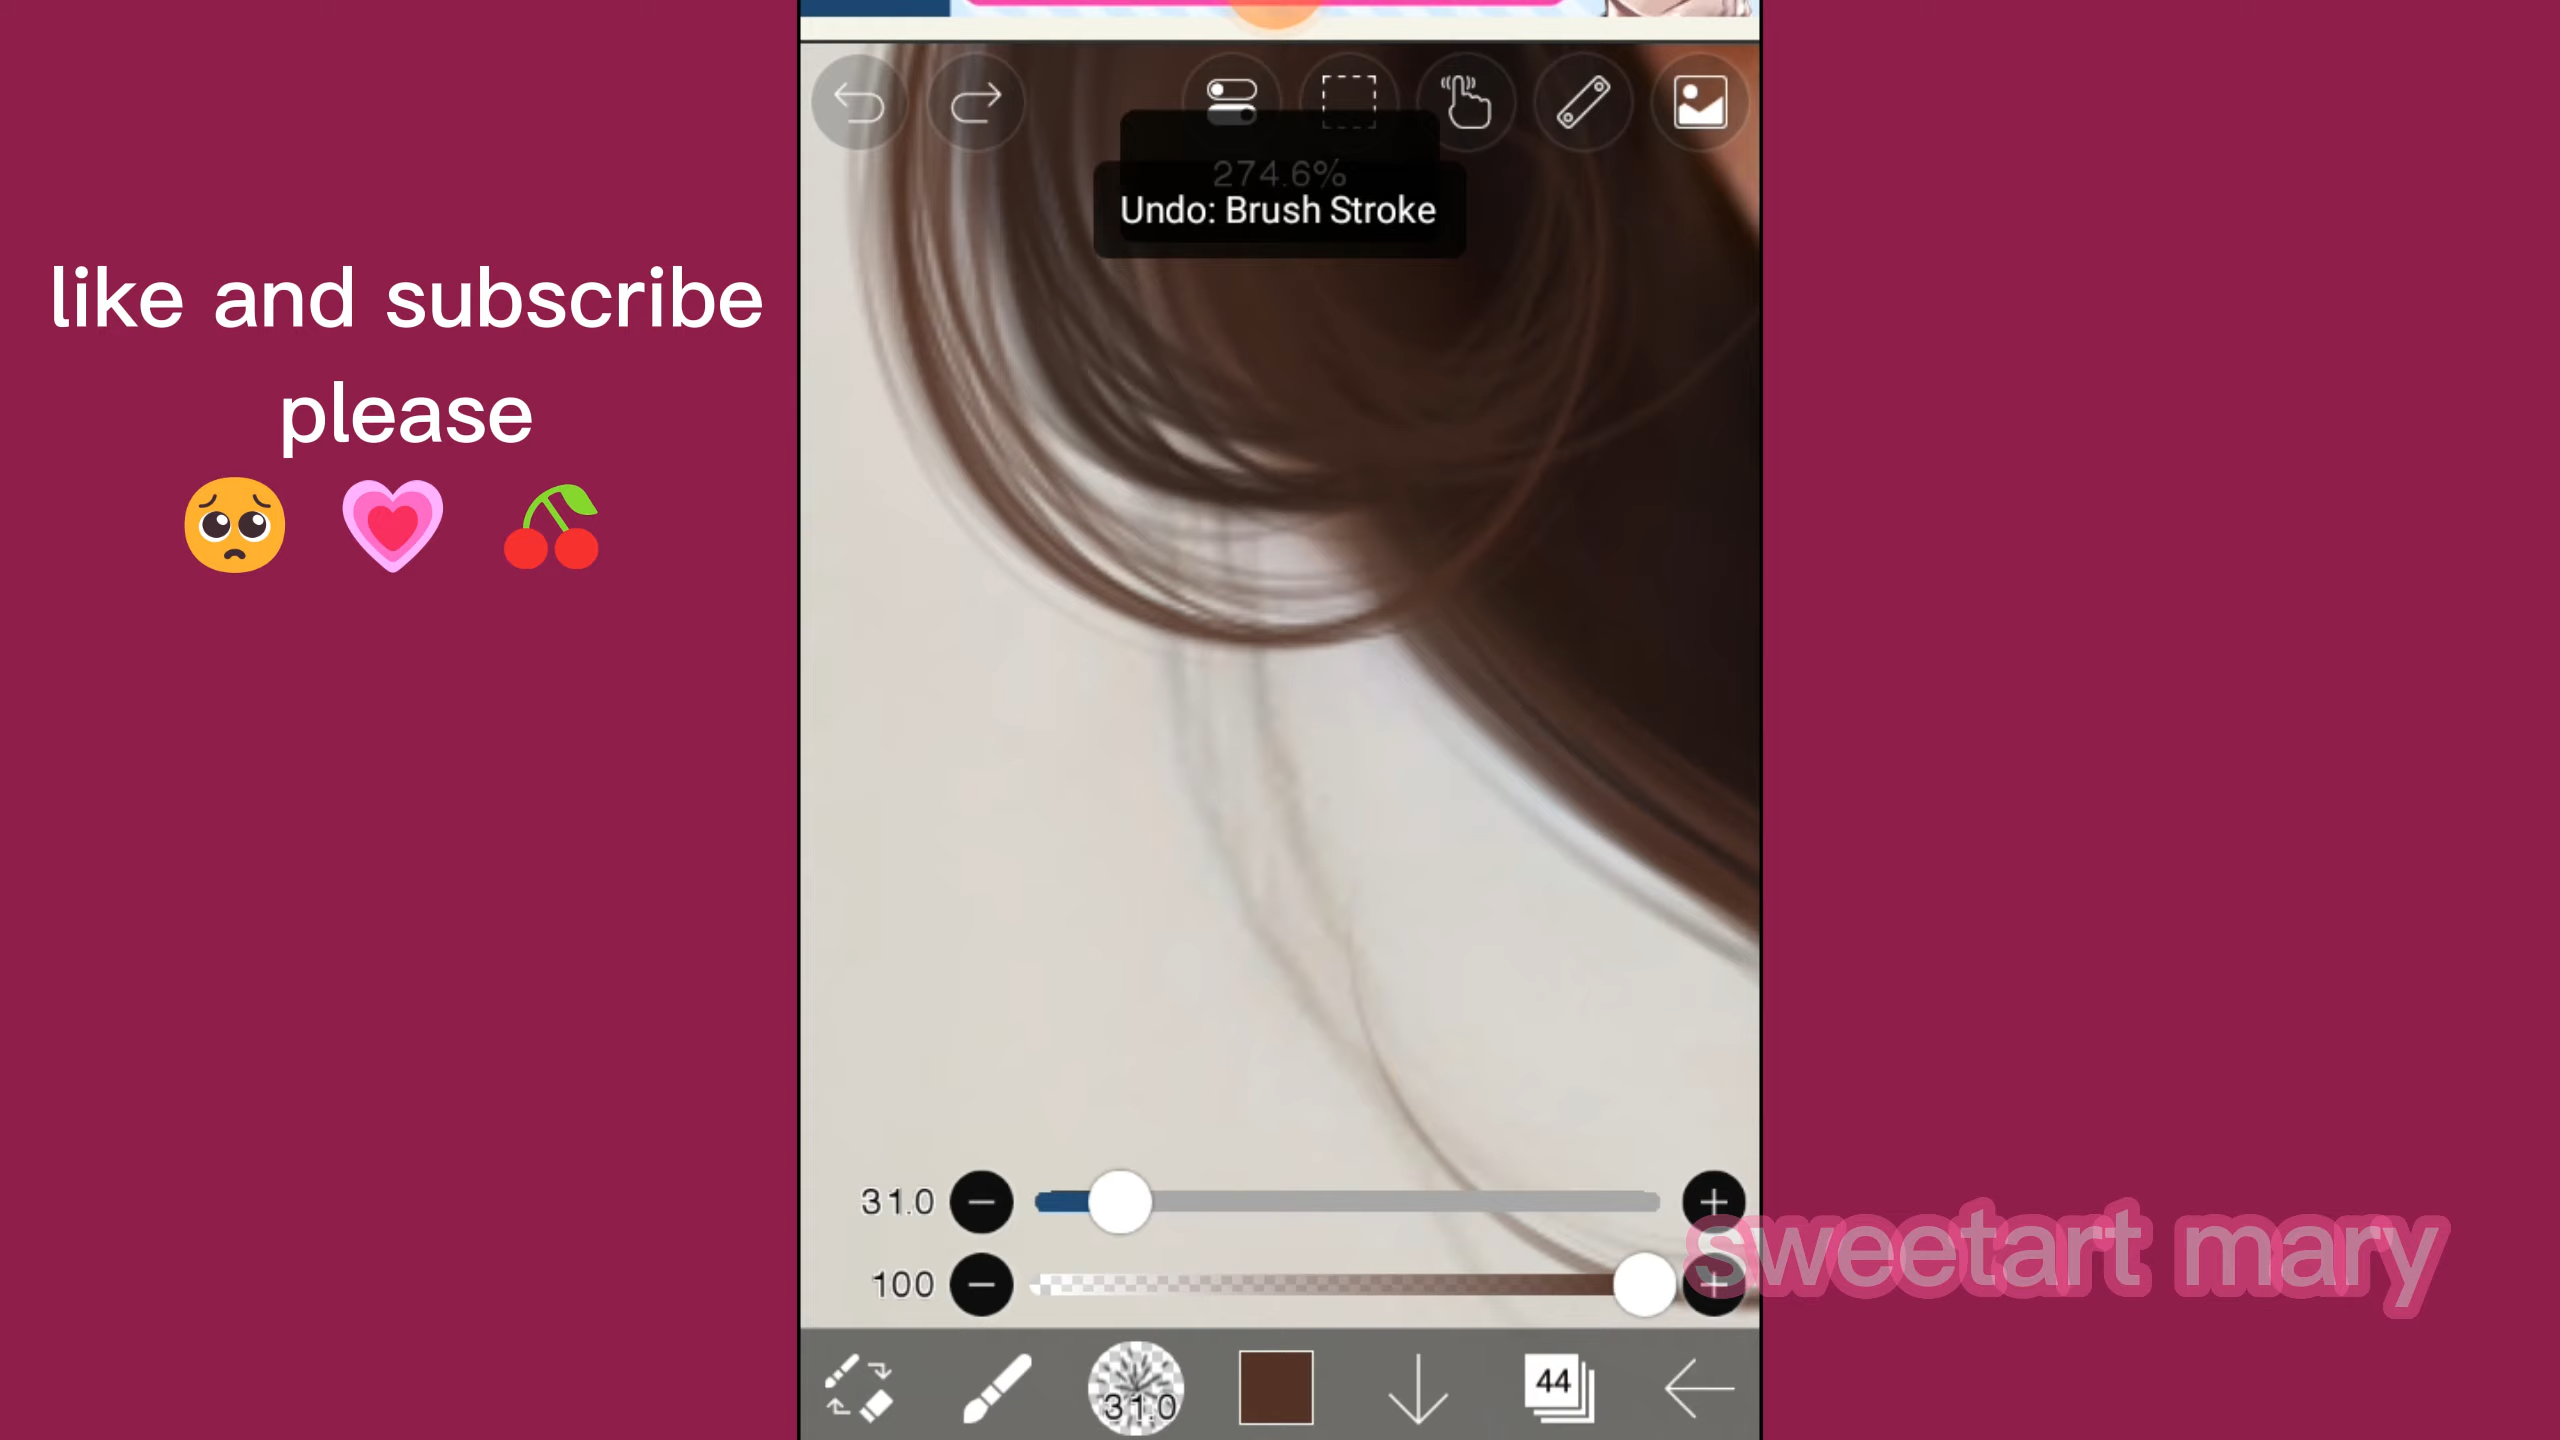 274.6%
Undo: Brush Stroke
like and subscribe
please
31.0
100
sweetart mary
31.0
44